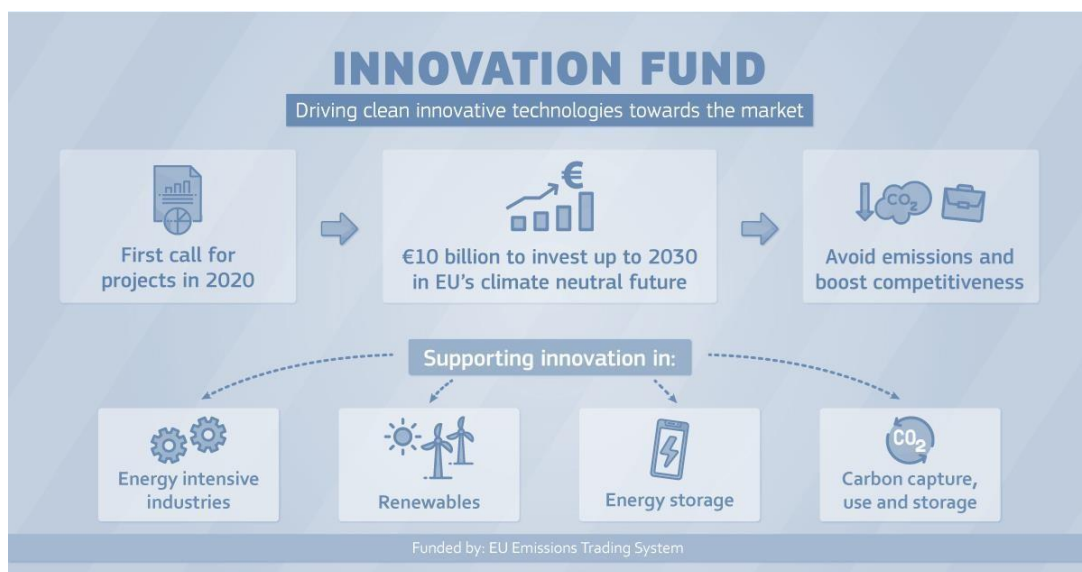 INNOVATION FUND
Driving clean innovative technologies towards the market
First call for
projects in 2020
€
€10 billion to invest up to 2030
in EU's climate neutral future
CO2
Avoid emissions and
boost competitiveness
Supporting innovation in:
Energy intensive
industries
Renewables
Energy storage
CO2
Carbon capture,
use and storage
Funded by: EU Emissions Trading System